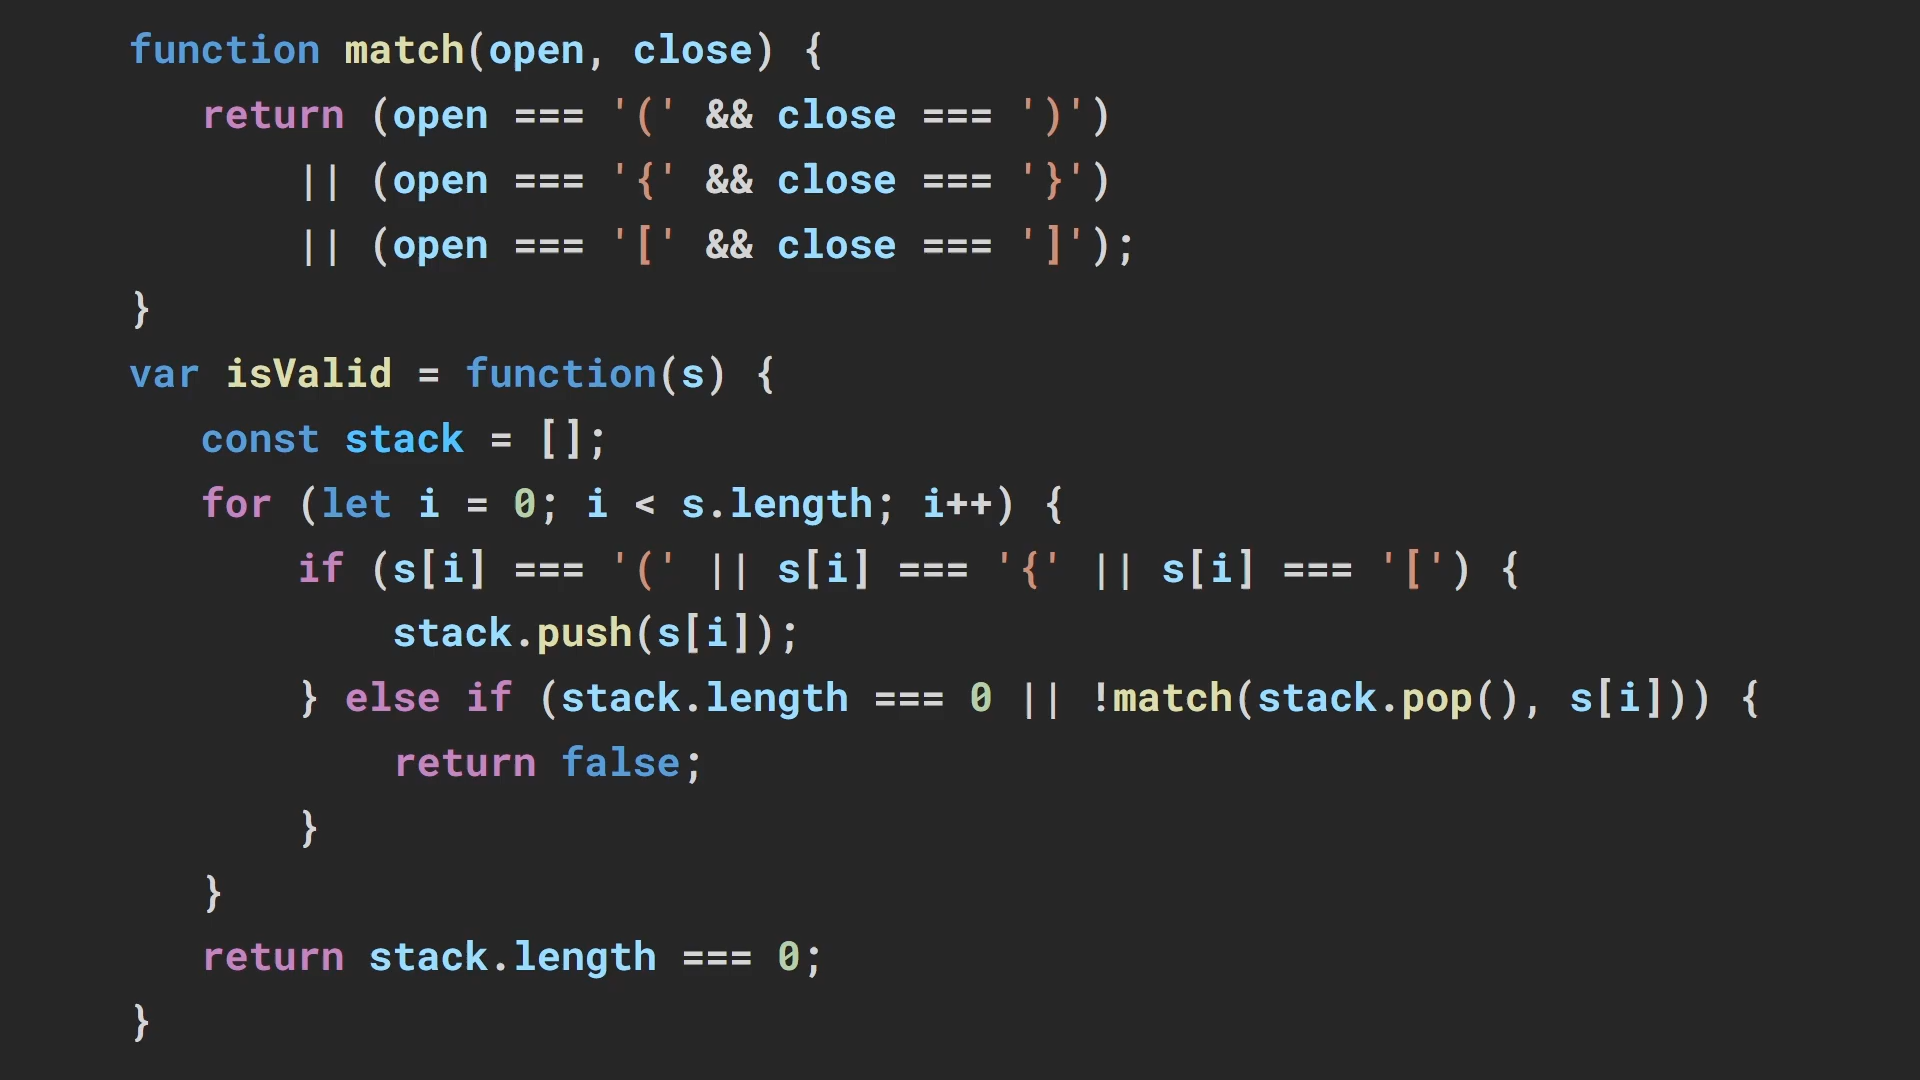 function match(open, close) {
   return (open === '(' && close === ')')
       || (open === '{' && close === '}')
       || (open === '[' && close === ']');
}
var isValid = function(s) {
   const stack = [];
   for (let i = 0; i < s.length; i++) {
       if (s[i] === '(' || s[i] === '{' || s[i] === '[') {
           stack.push(s[i]);
       } else if (stack.length === 0 || !match(stack.pop(), s[i])) {
           return false;
       }
   }
   return stack.length === 0;
}